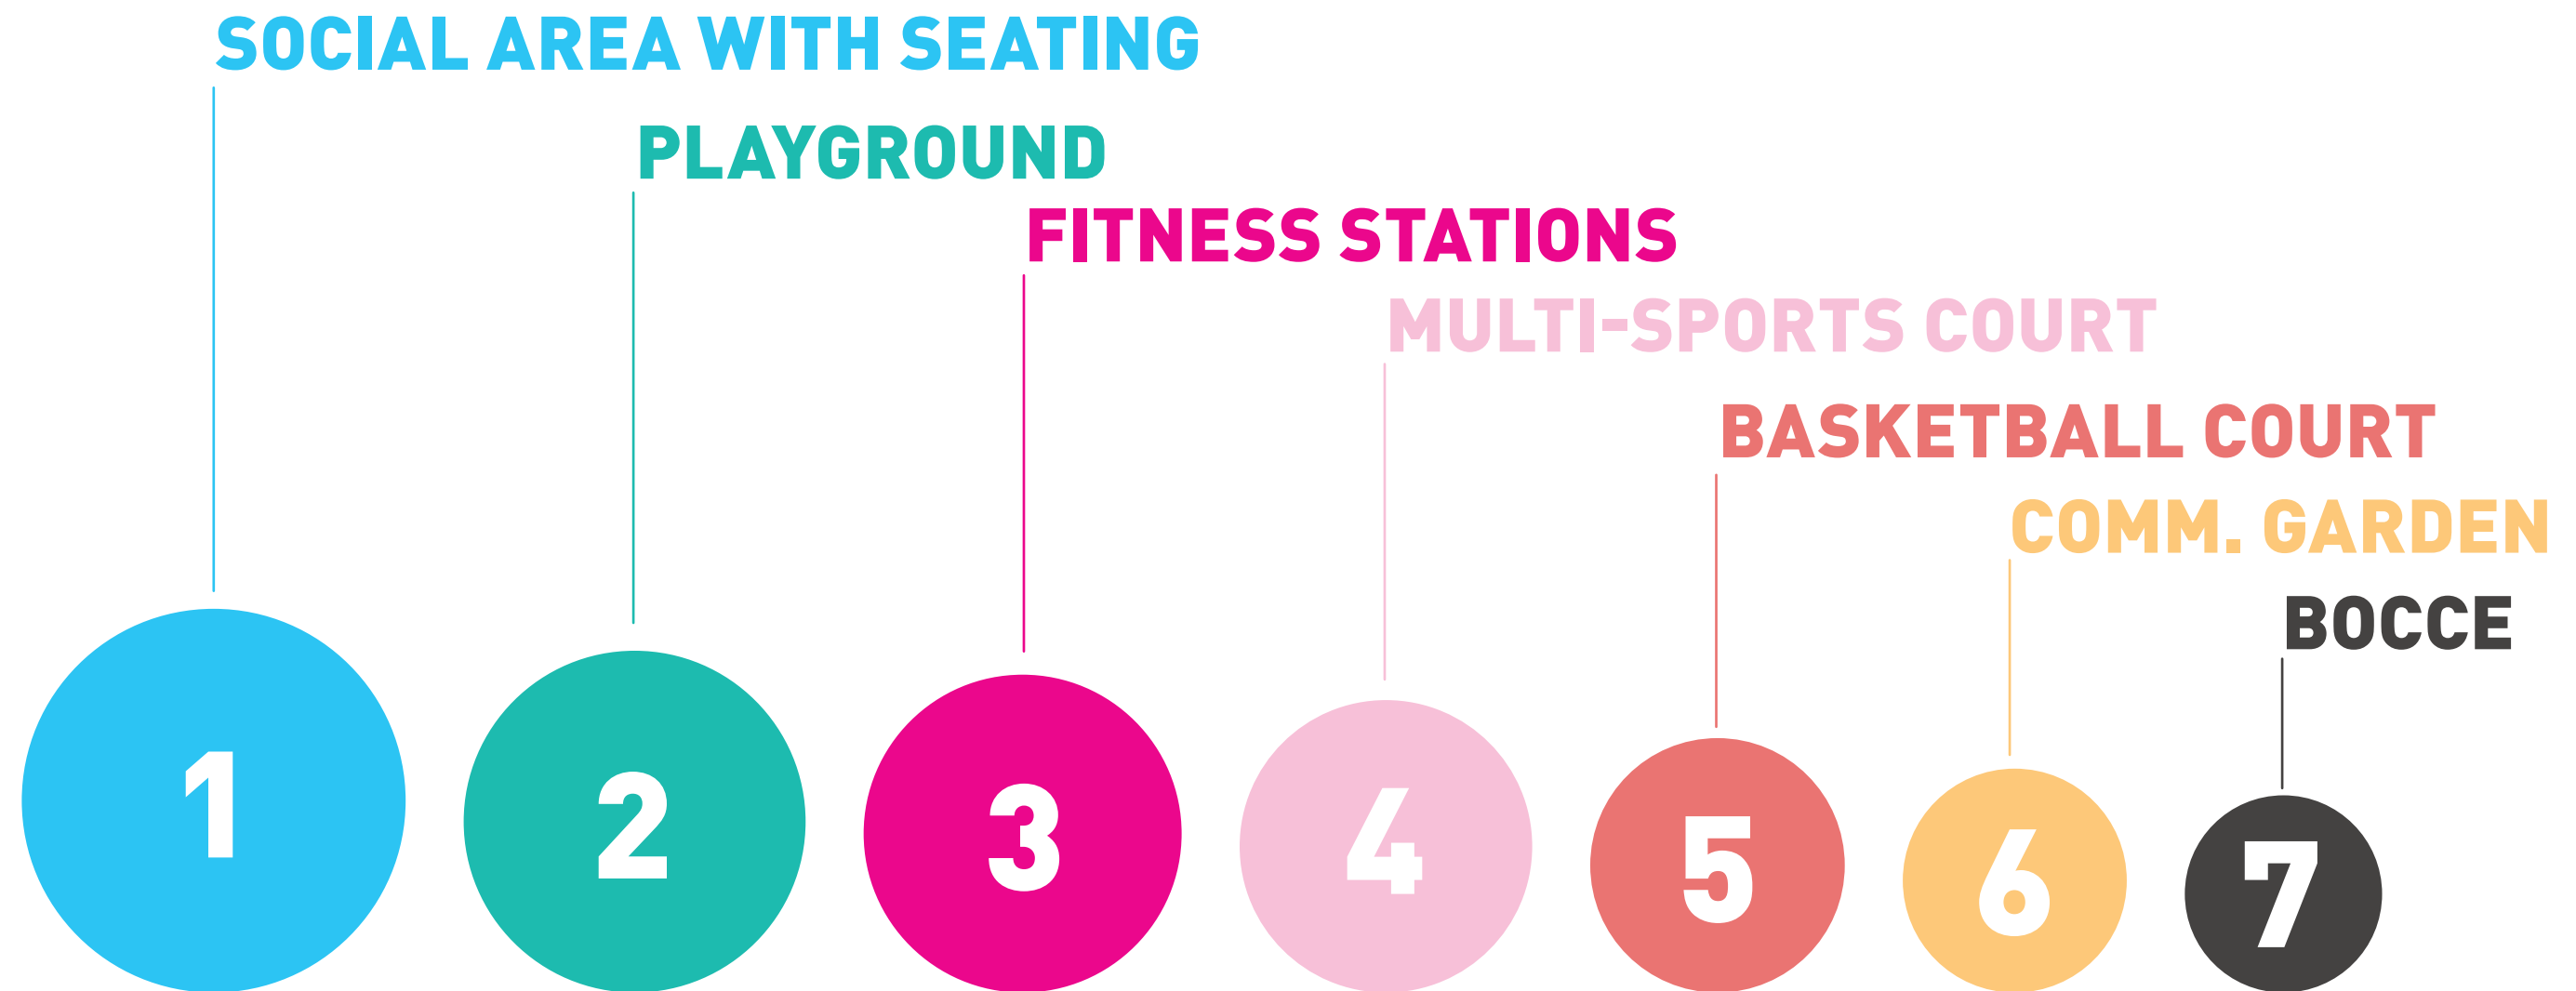 SOCIAL AREA WITH SEATING
PLAYGROUND
FITNESS STATIONS
MULTI-SPORTS COURT
BASKETBALL COURT
COMM. GARDEN
BOCCE
1 2 3 4 5 6 7